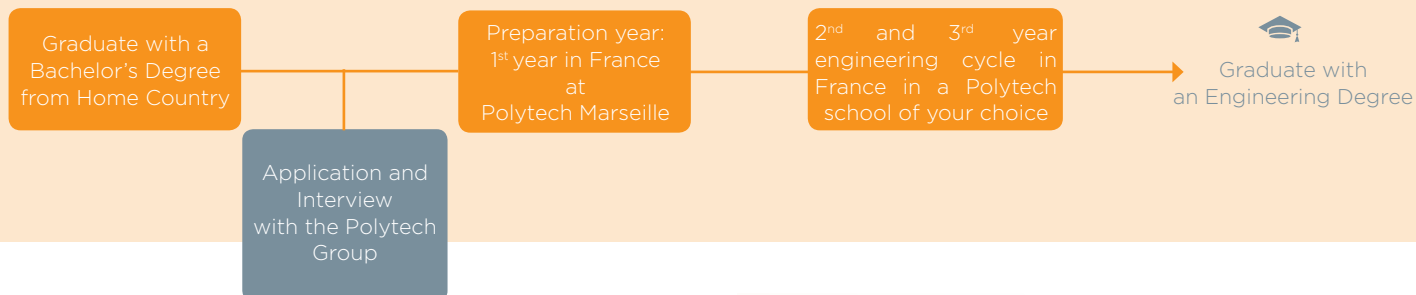 Graduate with a
Bachelor’s Degree
from Home Country
Application and
Interview
with the Polytech
Group
Preparation year:
1st year in France
at
Polytech Marseille
2nd and 3rd year
engineering cycle in
France in a Polytech
school of your choice
Graduate with
an Engineering Degree